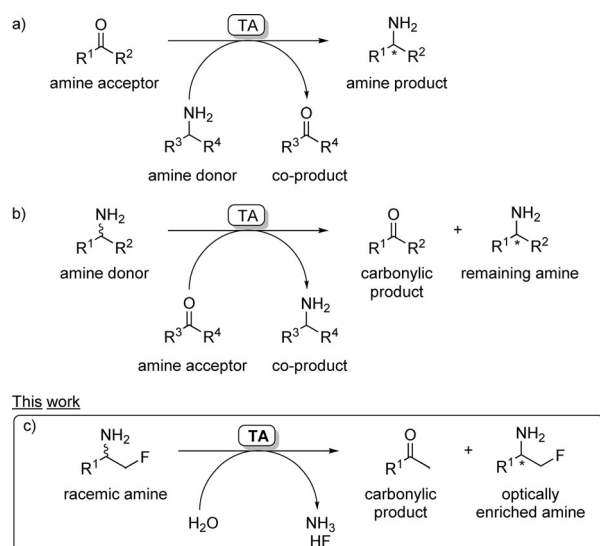 a)
O
R1 R2
amine acceptor
TA
NH2
R1 * R2
amine product
NH2
R3 R4
amine donor
O
R3 R4
co-product
b)
NH2
R1 R2
amine donor
TA
O
R1 R2
carbonylic
product
+
NH2
R1 * R2
remaining amine
O
R3 R4
amine acceptor
NH2
R3 R4
co-product
This work
c)
NH2
R1 F
racemic amine
TA
H2O
NH3
HF
O
R1
carbonylic
product
+
NH2
R1 * F
optically
enriched amine